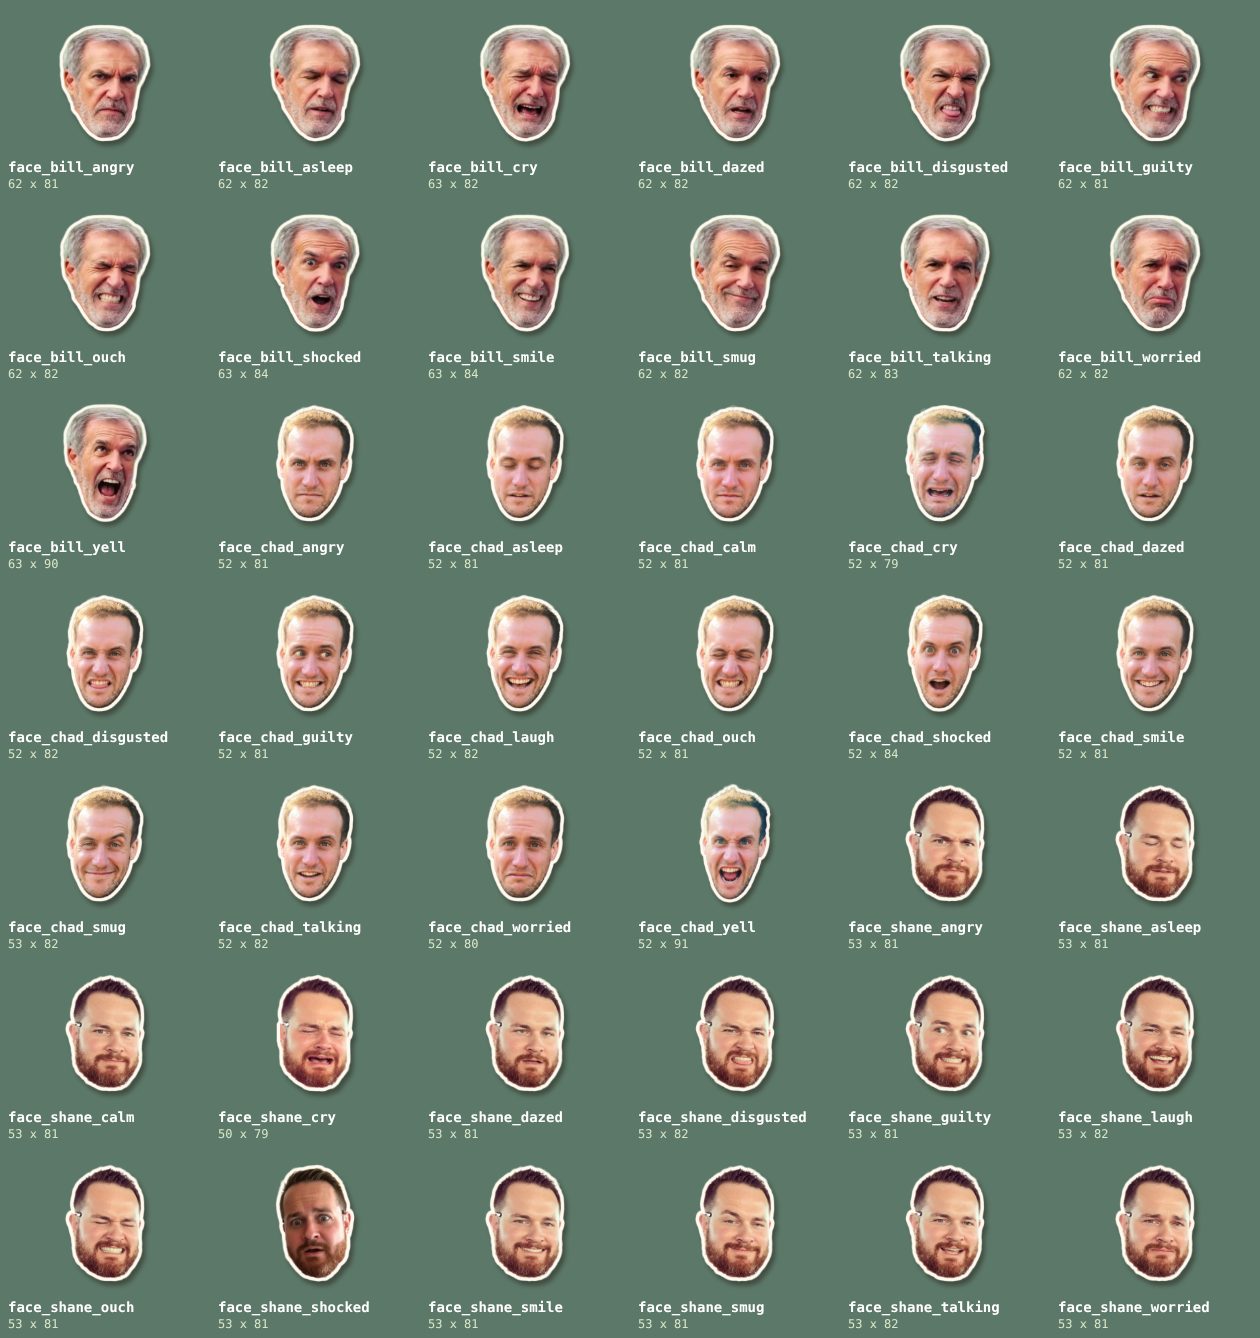 face_bill_angry
62 x 81
face_bill_asleep
62 x 82
face_bill_cry
63 x 82
face_bill_dazed
62 x 82
face_bill_disgusted
62 x 82
face_bill_guilty
62 x 81
face_bill_ouch
62 x 82
face_bill_shocked
63 x 84
face_bill_smile
63 x 84
face_bill_smug
62 x 82
face_bill_talking
62 x 83
face_bill_worried
62 x 82
face_bill_yell
63 x 90
face_chad_angry
52 x 81
face_chad_asleep
52 x 81
face_chad_calm
52 x 81
face_chad_cry
52 x 79
face_chad_dazed
52 x 81
face_chad_disgusted
52 x 82
face_chad_guilty
52 x 81
face_chad_laugh
52 x 82
face_chad_ouch
52 x 81
face_chad_shocked
52 x 84
face_chad_smile
52 x 81
face_chad_smug
53 x 82
face_chad_talking
52 x 82
face_chad_worried
52 x 80
face_chad_yell
52 x 91
face_shane_angry
53 x 81
face_shane_asleep
53 x 81
face_shane_calm
53 x 81
face_shane_cry
50 x 79
face_shane_dazed
53 x 81
face_shane_disgusted
53 x 82
face_shane_guilty
53 x 81
face_shane_laugh
53 x 82
face_shane_ouch
53 x 81
face_shane_shocked
53 x 81
face_shane_smile
53 x 81
face_shane_smug
53 x 81
face_shane_talking
53 x 82
face_shane_worried
53 x 81